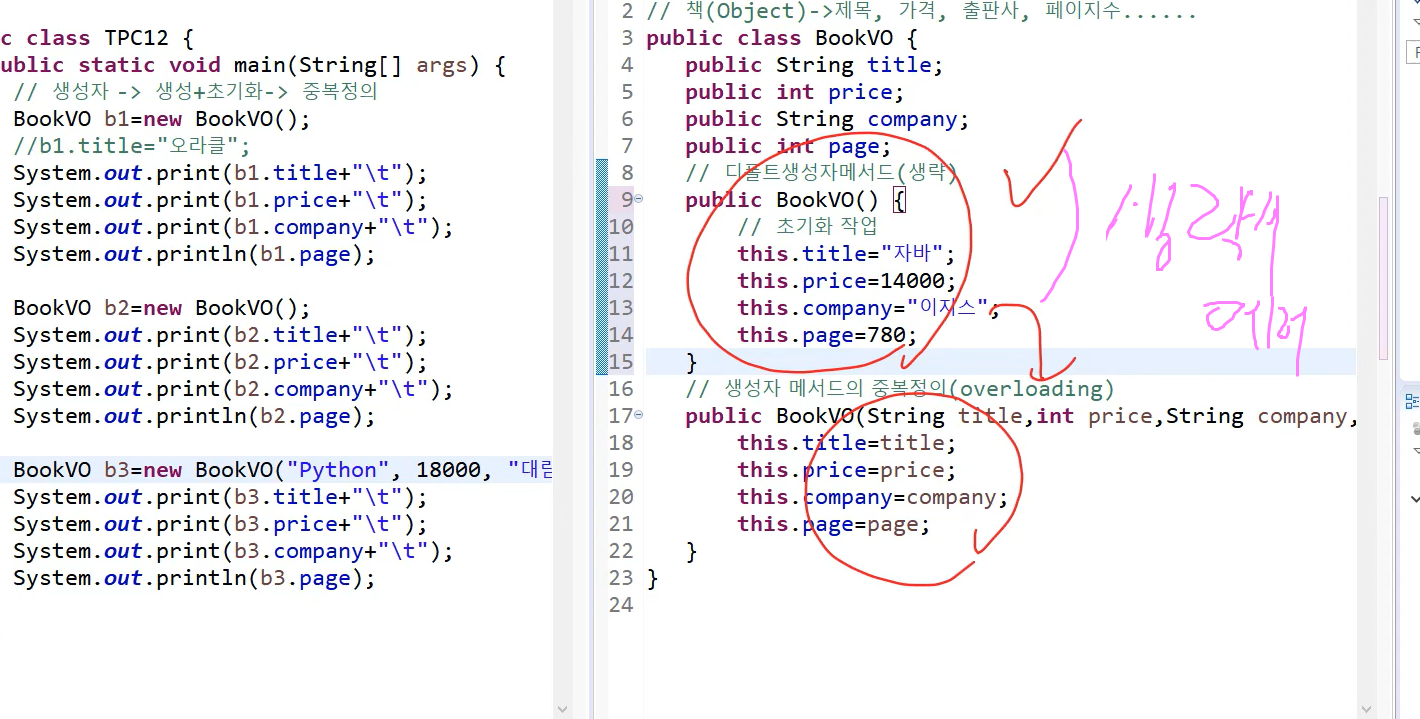 c class TPC12 {
ublic static void main(String[] args) {
// 생성자 -> 생성+초기화-> 중복정의
BookVO b1=new BookVO();
//b1.title="오라클";
System.out.print(b1.title+"\t");
System.out.print(b1.price+"\t");
System.out.print(b1.company+"\t");
System.out.println(b1.page);
BookVO b2=new BookVO();
System.out.print(b2.title+"\t");
System.out.print(b2.price+"\t");
System.out.print(b2.company+"\t");
System.out.println(b2.page);
BookVO b3=new BookVO("Python", 18000, "대림
System.out.print(b3.title+"\t");
System.out.print(b3.price+"\t");
System.out.print(b3.company+"\t");
System.out.println(b3.page);
2 // 책(Object)->제목, 가격, 출판사, 페이지수......
3 public class BookVO {
4 public String title;
5 public int price;
6 public String company;
7 public int page;
8 // 디폴트생성자메서드(생략)
9 public BookVO() {
10 // 초기화 작업
11 this.title="자바";
12 this.price=14000;
13 this.company="이지스";
14 this.page=780;
15 }
16 // 생성자 메서드의 중복정의(overloading)
17 public BookVO(String title,int price,String company,
18 this.title=title;
19 this.price=price;
20 this.company=company;
21 this.page=page;
22 }
23 }
24
생략시
에러